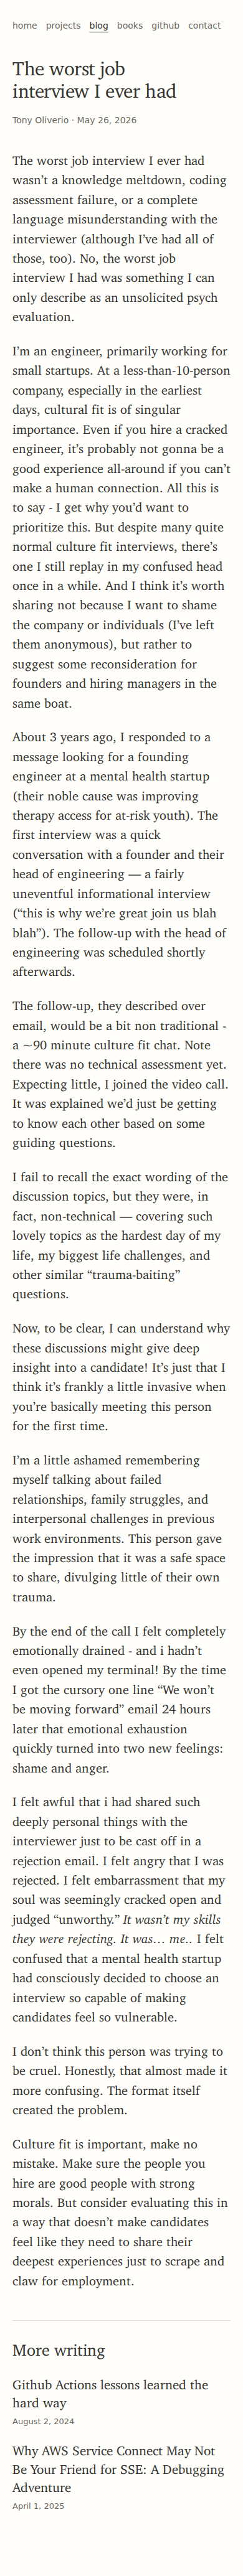 home projects blog books github contact
The worst job
interview I ever had
Tony Oliverio · May 26, 2026
The worst job interview I ever had
wasn’t a knowledge meltdown, coding
assessment failure, or a complete
language misunderstanding with the
interviewer (although I’ve had all of
those, too). No, the worst job
interview I had was something I can
only describe as an unsolicited psych
evaluation.
I’m an engineer, primarily working for
small startups. At a less-than-10-person
company, especially in the earliest
days, cultural fit is of singular
importance. Even if you hire a cracked
engineer, it’s probably not gonna be a
good experience all-around if you can’t
make a human connection. All this is
to say - I get why you’d want to
prioritize this. But despite many quite
normal culture fit interviews, there’s
one I still replay in my confused head
once in a while. And I think it’s worth
sharing not because I want to shame
the company or individuals (I’ve left
them anonymous), but rather to
suggest some reconsideration for
founders and hiring managers in the
same boat.
About 3 years ago, I responded to a
message looking for a founding
engineer at a mental health startup
(their noble cause was improving
therapy access for at-risk youth). The
first interview was a quick
conversation with a founder and their
head of engineering — a fairly
uneventful informational interview
(“this is why we’re great join us blah
blah”). The follow-up with the head of
engineering was scheduled shortly
afterwards.
The follow-up, they described over
email, would be a bit non traditional -
a ~90 minute culture fit chat. Note
there was no technical assessment yet.
Expecting little, I joined the video call.
It was explained we’d just be getting
to know each other based on some
guiding questions.
I fail to recall the exact wording of the
discussion topics, but they were, in
fact, non-technical — covering such
lovely topics as the hardest day of my
life, my biggest life challenges, and
other similar “trauma-baiting”
questions.
Now, to be clear, I can understand why
these discussions might give deep
insight into a candidate! It’s just that I
think it’s frankly a little invasive when
you’re basically meeting this person
for the first time.
I’m a little ashamed remembering
myself talking about failed
relationships, family struggles, and
interpersonal challenges in previous
work environments. This person gave
the impression that it was a safe space
to share, divulging little of their own
trauma.
By the end of the call I felt completely
emotionally drained - and i hadn’t
even opened my terminal! By the time
I got the cursory one line “We won’t
be moving forward” email 24 hours
later that emotional exhaustion
quickly turned into two new feelings:
shame and anger.
I felt awful that i had shared such
deeply personal things with the
interviewer just to be cast off in a
rejection email. I felt angry that I was
rejected. I felt embarrassment that my
soul was seemingly cracked open and
judged “unworthy.” It wasn’t my skills
they were rejecting. It was… me.. I felt
confused that a mental health startup
had consciously decided to choose an
interview so capable of making
candidates feel so vulnerable.
I don’t think this person was trying to
be cruel. Honestly, that almost made it
more confusing. The format itself
created the problem.
Culture fit is important, make no
mistake. Make sure the people you
hire are good people with strong
morals. But consider evaluating this in
a way that doesn’t make candidates
feel like they need to share their
deepest experiences just to scrape and
claw for employment.
More writing
Github Actions lessons learned the
hard way
August 2, 2024
Why AWS Service Connect May Not
Be Your Friend for SSE: A Debugging
Adventure
April 1, 2025